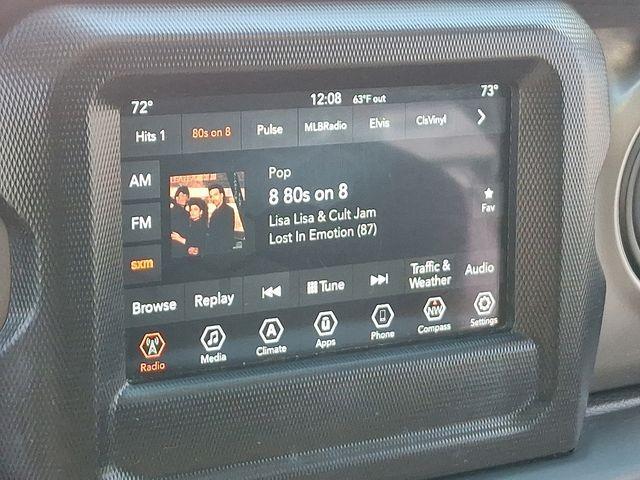 72° 12:08 63°F out 73°
Hits 1 80s on 8 Pulse MLBRadio Elvis ClsVinyl
AM
FM
sxm
Pop
8 80s on 8
Lisa Lisa & Cult Jam
Lost In Emotion (87)
Fav
Browse Replay Tune Traffic &
Weather Audio
Radio Media A Climate Apps Phone NW Compass Settings